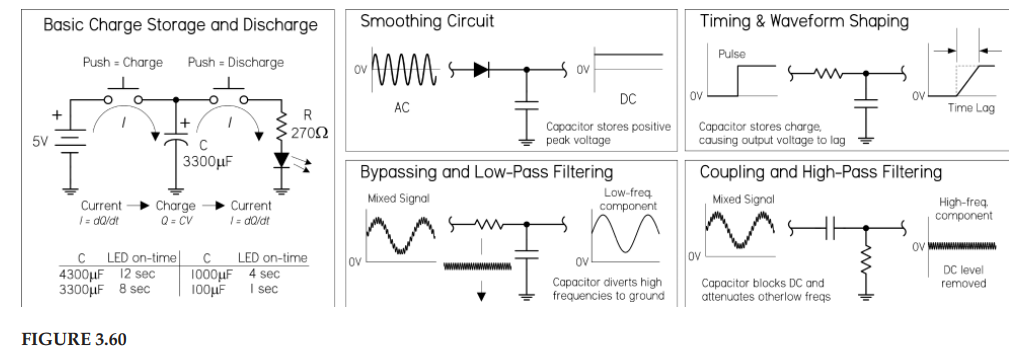 Basic Charge Storage and Discharge
Push = Charge
Push = Discharge
+
5V
I
+
C
3300µF
I
R
270Ω
Current
Charge
Current
I = dQ/dt
Q = CV
I = dQ/dt
C LED on-time C LED on-time
4300µF 12 sec 1000µF 4 sec
3300µF 8 sec 100µF 1 sec
Smoothing Circuit
0V
AC
0V
DC
Capacitor stores positive
peak voltage
Timing & Waveform Shaping
Pulse
0V
0V
Time Lag
Capacitor stores charge,
causing output voltage to lag
Bypassing and Low-Pass Filtering
Mixed Signal
0V
Low-freq.
component
0V
Capacitor diverts high
frequencies to ground
Coupling and High-Pass Filtering
Mixed Signal
0V
High-freq.
component
0V
DC level
removed
Capacitor blocks DC and
attenuates otherlow freqs
FIGURE 3.60